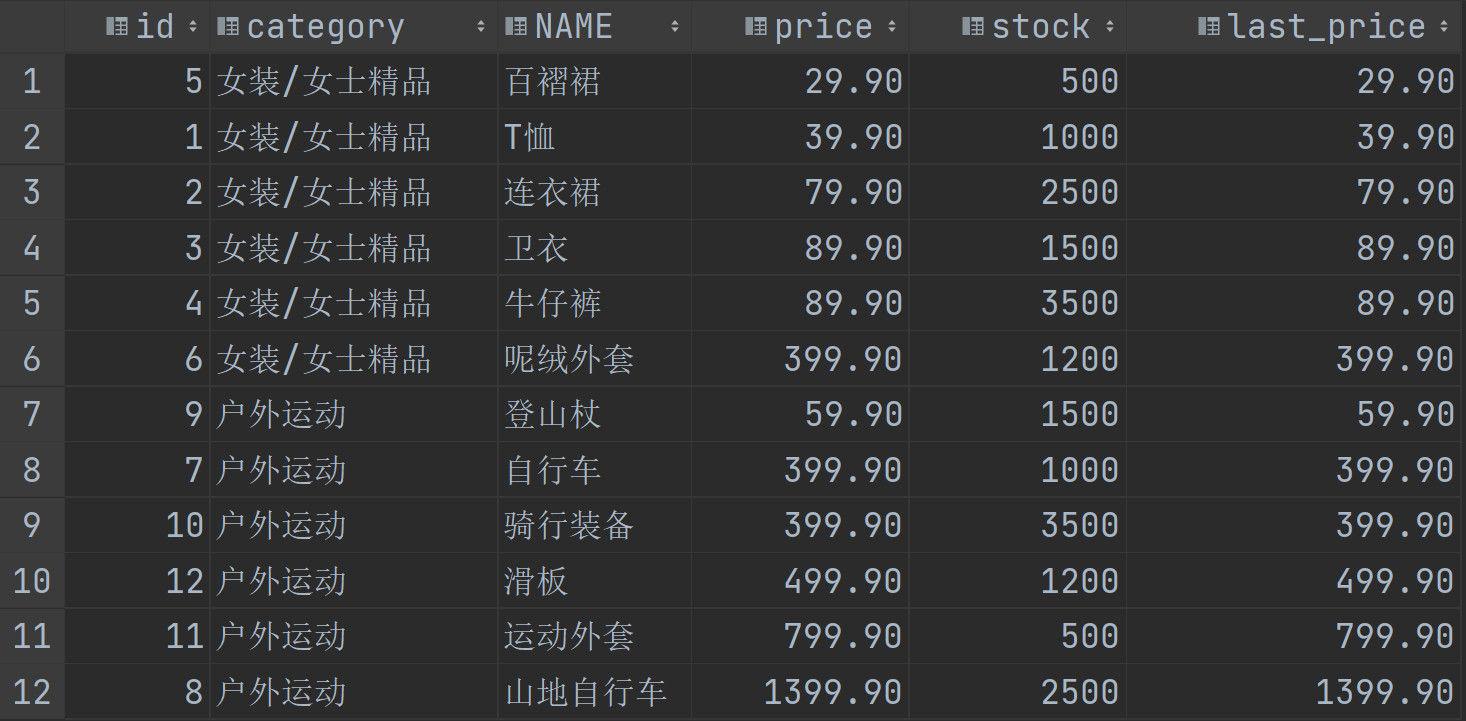 id category NAME price stock last_price
1 5 女装/女士精品 百褶裙 29.90 500 29.90
2 1 女装/女士精品 T恤 39.90 1000 39.90
3 2 女装/女士精品 连衣裙 79.90 2500 79.90
4 3 女装/女士精品 卫衣 89.90 1500 89.90
5 4 女装/女士精品 牛仔裤 89.90 3500 89.90
6 6 女装/女士精品 呢绒外套 399.90 1200 399.90
7 9 户外运动 登山杖 59.90 1500 59.90
8 7 户外运动 自行车 399.90 1000 399.90
9 10 户外运动 骑行装备 399.90 3500 399.90
10 12 户外运动 滑板 499.90 1200 499.90
11 11 户外运动 运动外套 799.90 500 799.90
12 8 户外运动 山地自行车 1399.90 2500 1399.90